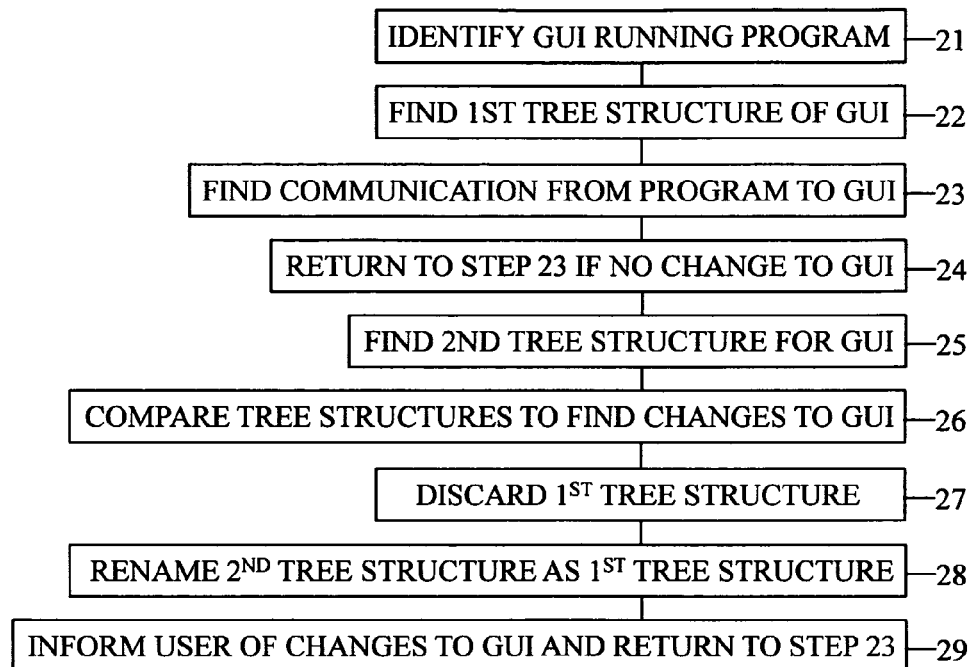 IDENTIFY GUI RUNNING PROGRAM 21
FIND 1ST TREE STRUCTURE OF GUI 22
FIND COMMUNICATION FROM PROGRAM TO GUI 23
RETURN TO STEP 23 IF NO CHANGE TO GUI 24
FIND 2ND TREE STRUCTURE FOR GUI 25
COMPARE TREE STRUCTURES TO FIND CHANGES TO GUI 26
DISCARD 1ST TREE STRUCTURE 27
RENAME 2ND TREE STRUCTURE AS 1ST TREE STRUCTURE 28
INFORM USER OF CHANGES TO GUI AND RETURN TO STEP 23 29